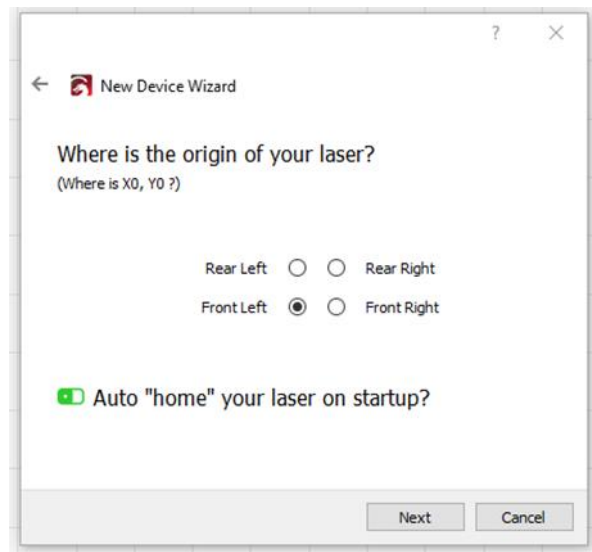 ?
New Device Wizard
Where is the origin of your laser?
(Where is X0, Y0 ?)
Rear Left Rear Right
Front Left Front Right
Auto "home" your laser on startup?
Next Cancel